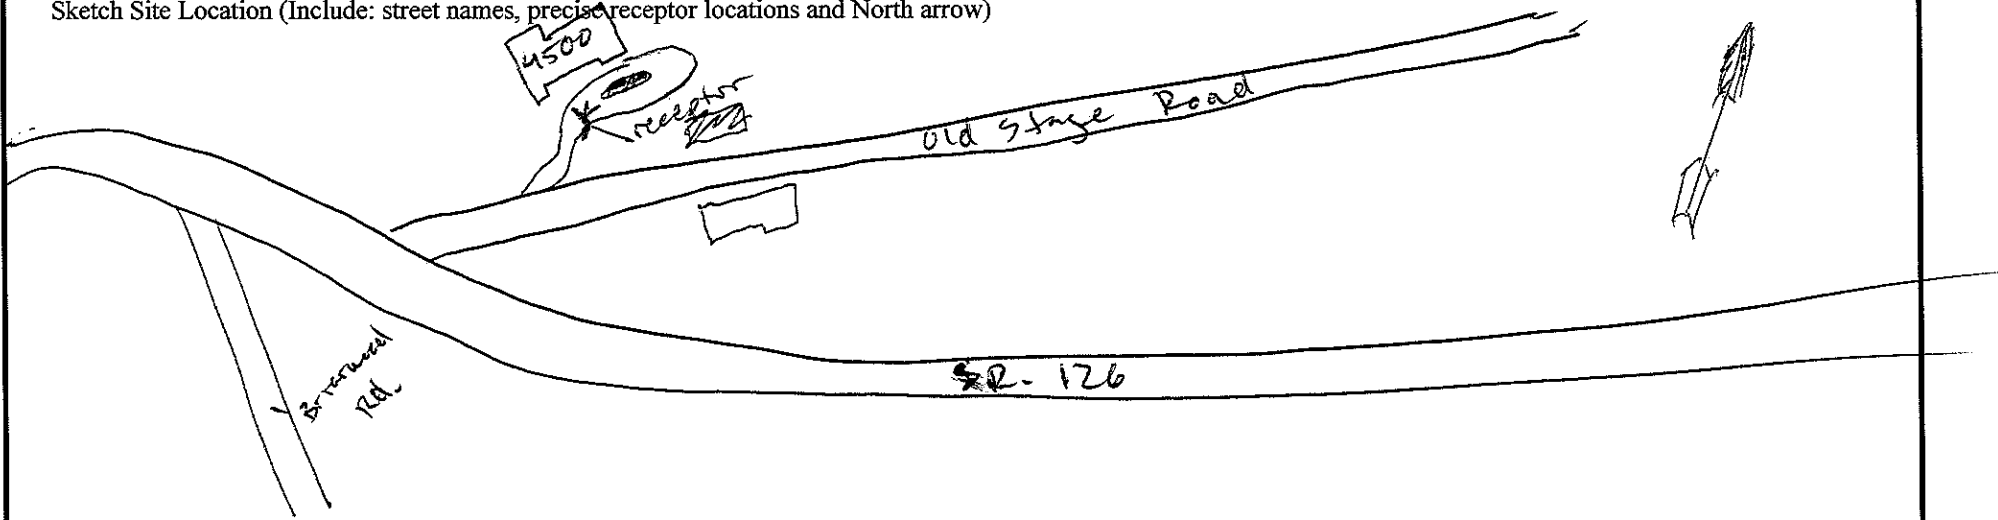 Sketch Site Location (Include: street names, precise receptor locations and North arrow)
4500
receptor
Old Stage Road
SR. 126
Rd.